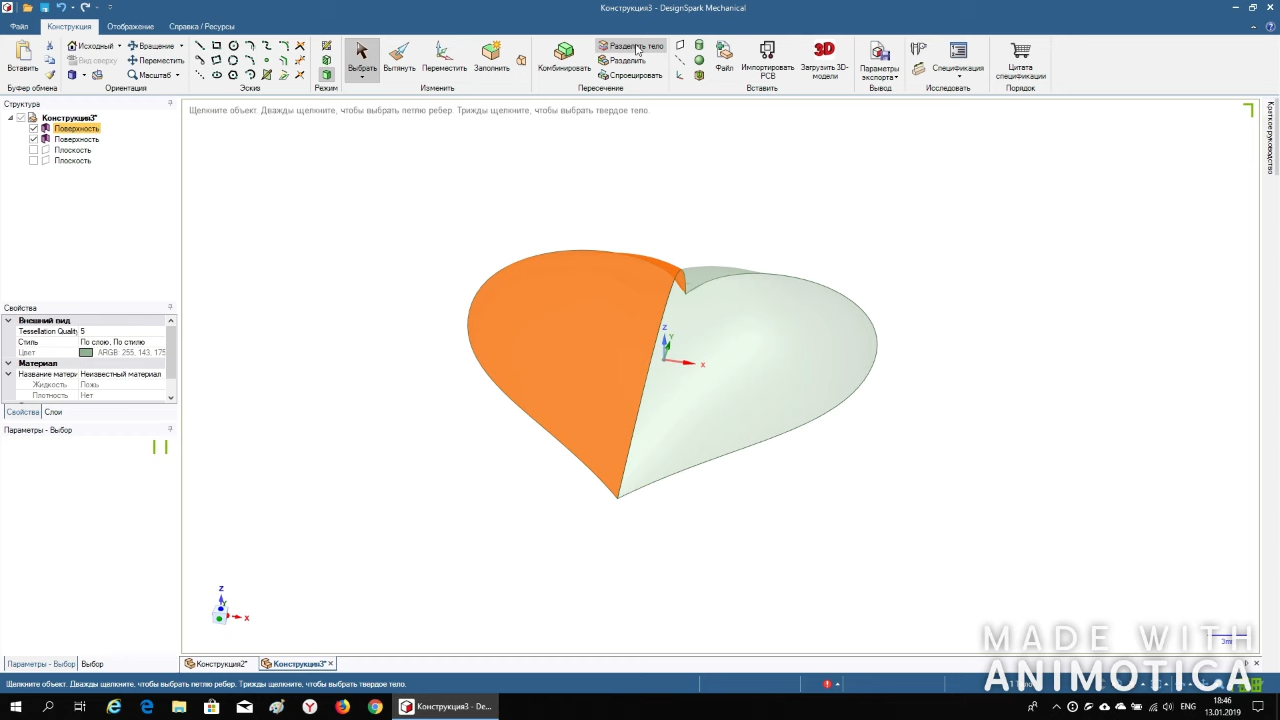 Конструкция3 - DesignSpark Mechanical
Файл Конструкция Отображение Справка / Ресурсы
Вставить
Буфер обмена
Исходный Вращение
Вид сверху Переместить
Масштаб
Ориентация
Эскиз
Режим
Выбрать Вытянуть Переместить Заполнить
Изменить
Комбинировать
Разделить тело
Разделить
Спроецировать
Пересечение
Файл Импортировать PCB Загрузить 3D-модели
3D
Вставить
Параметры экспорта
Вывод
Спецификация
Исследовать
Цитата спецификации
Порядок
Структура
Конструкция3*
Поверхность
Поверхность
Плоскость
Плоскость
Щелкните объект. Дважды щелкните, чтобы выбрать петлю ребер. Трижды щелкните, чтобы выбрать твердое тело.
Краткое руководство
Свойства
Внешний вид
Tessellation Quality 5
Стиль По слою, По стилю
Цвет ARGB: 255, 143, 175
Материал
Название матери Неизвестный материал
Жидкость Ложь
Плотность Нет
Свойства Слои
Параметры - Выбор
Z
Y
X
Z
Y
X
3mm
MADE WITH
ANIMOTICA
Параметры - Выбор Выбор
Конструкция2* Конструкция3*
Щелкните объект. Дважды щелкните, чтобы выбрать петлю ребер. Трижды щелкните, чтобы выбрать твердое тело.
Конструкция3* - De...
ENG
18:46
13.01.2019